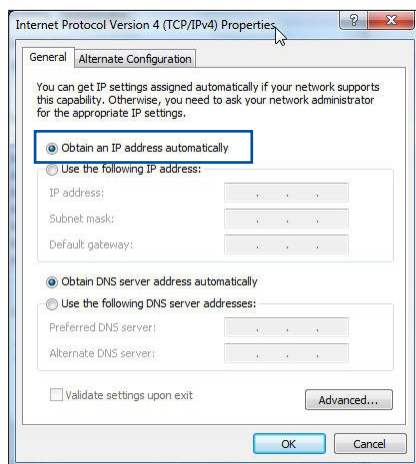 Internet Protocol Version 4 (TCP/IPv4) Properties
General
Alternate Configuration
You can get IP settings assigned automatically if your network supports
this capability. Otherwise, you need to ask your network administrator
for the appropriate IP settings.
Obtain an IP address automatically
Use the following IP address:
IP address:
Subnet mask:
Default gateway:
Obtain DNS server address automatically
Use the following DNS server addresses:
Preferred DNS server:
Alternate DNS server:
Validate settings upon exit
Advanced...
OK
Cancel